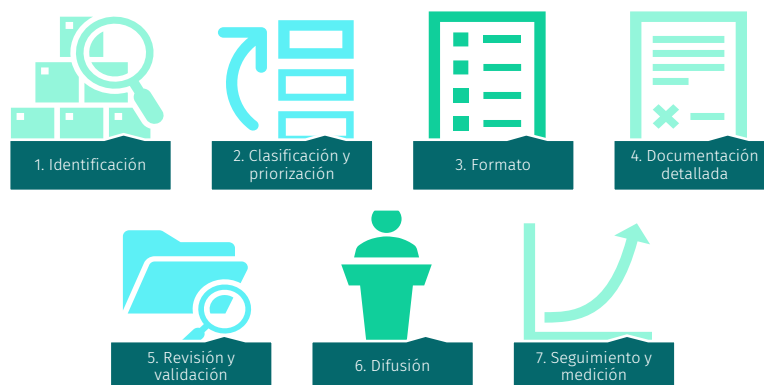 1. Identificación
2. Clasificación y
priorización
3. Formato
4. Documentación
detallada
5. Revisión y
validación
6. Difusión
7. Seguimiento y
medición